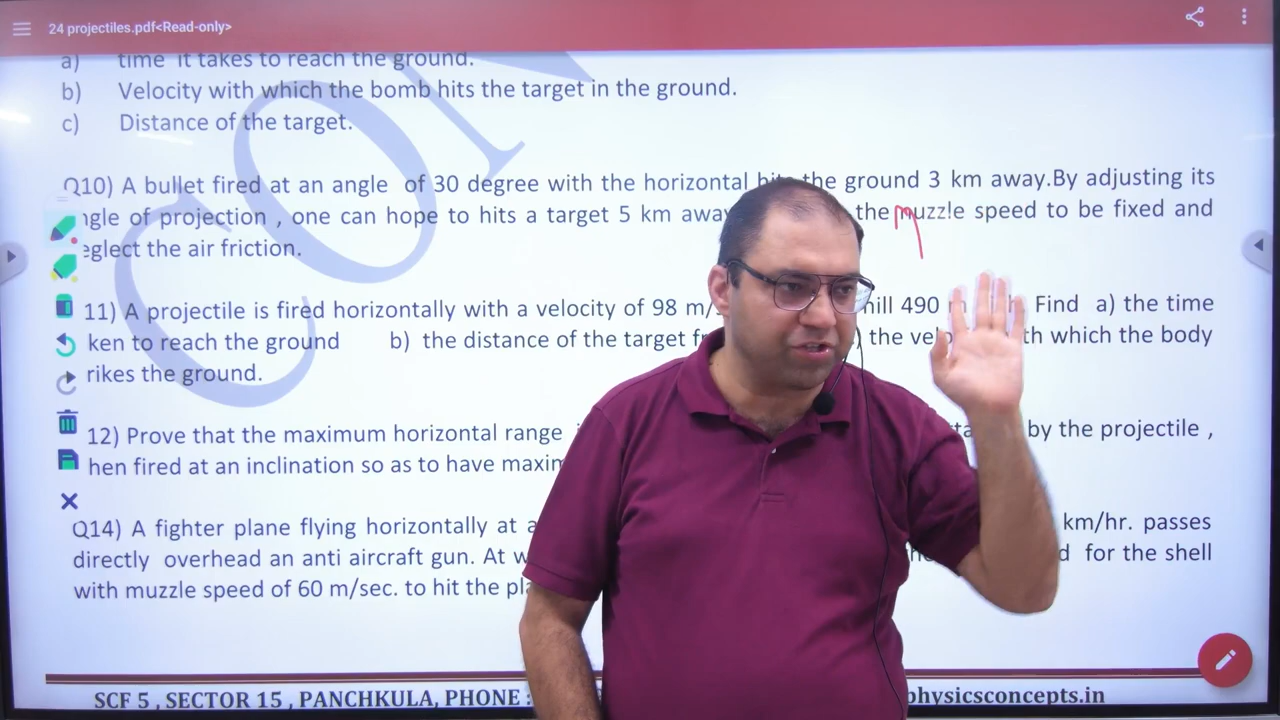 24 projectiles.pdf<Read-only>
a) time it takes to reach the ground.
b) Velocity with which the bomb hits the target in the ground.
c) Distance of the target.
Q10) A bullet fired at an angle of 30 degree with the horizontal hits the ground 3 km away.By adjusting its
ngle of projection , one can hope to hits a target 5 km away the muzzle speed to be fixed and
eglect the air friction.
11) A projectile is fired horizontally with a velocity of 98 m/ hill 490 m Find a) the time
ken to reach the ground b) the distance of the target the which the body
rikes the ground.
12) Prove that the maximum horizontal range by the projectile ,
hen fired at an inclination so as to have
Q14) A fighter plane flying horizontally at km/hr. passes
directly overhead an anti aircraft gun. At for the shell
with muzzle speed of 60 m/sec. to hit the
SCF 5 , SECTOR 15 , PANCHKULA, PHONE : physicsconcepts.in
CON